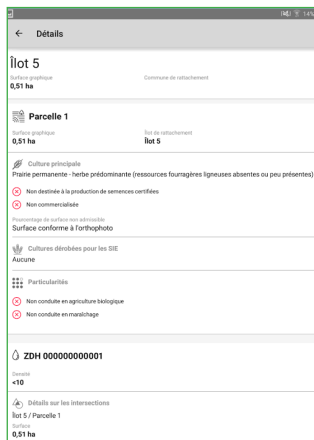 14%
Détails
Îlot 5
Surface graphique Commune de rattachement
0,51 ha
Parcelle 1
Surface graphique Îlot de rattachement
0,51 ha Îlot 5
Culture principale
Prairie permanente - herbe prédominante (ressources fourragères ligneuses absentes ou peu présentes)
Non destinée à la production de semences certifiées
Non commercialisée
Pourcentage de surface non admissible
Surface conforme à l'orthophoto
Cultures dérobées pour les SIE
Aucune
Particularités
Non conduite en agriculture biologique
Non conduite en maraîchage
ZDH 000000000001
Densité
<10
Détails sur les intersections
Îlot 5 / Parcelle 1
Surface
0,51 ha